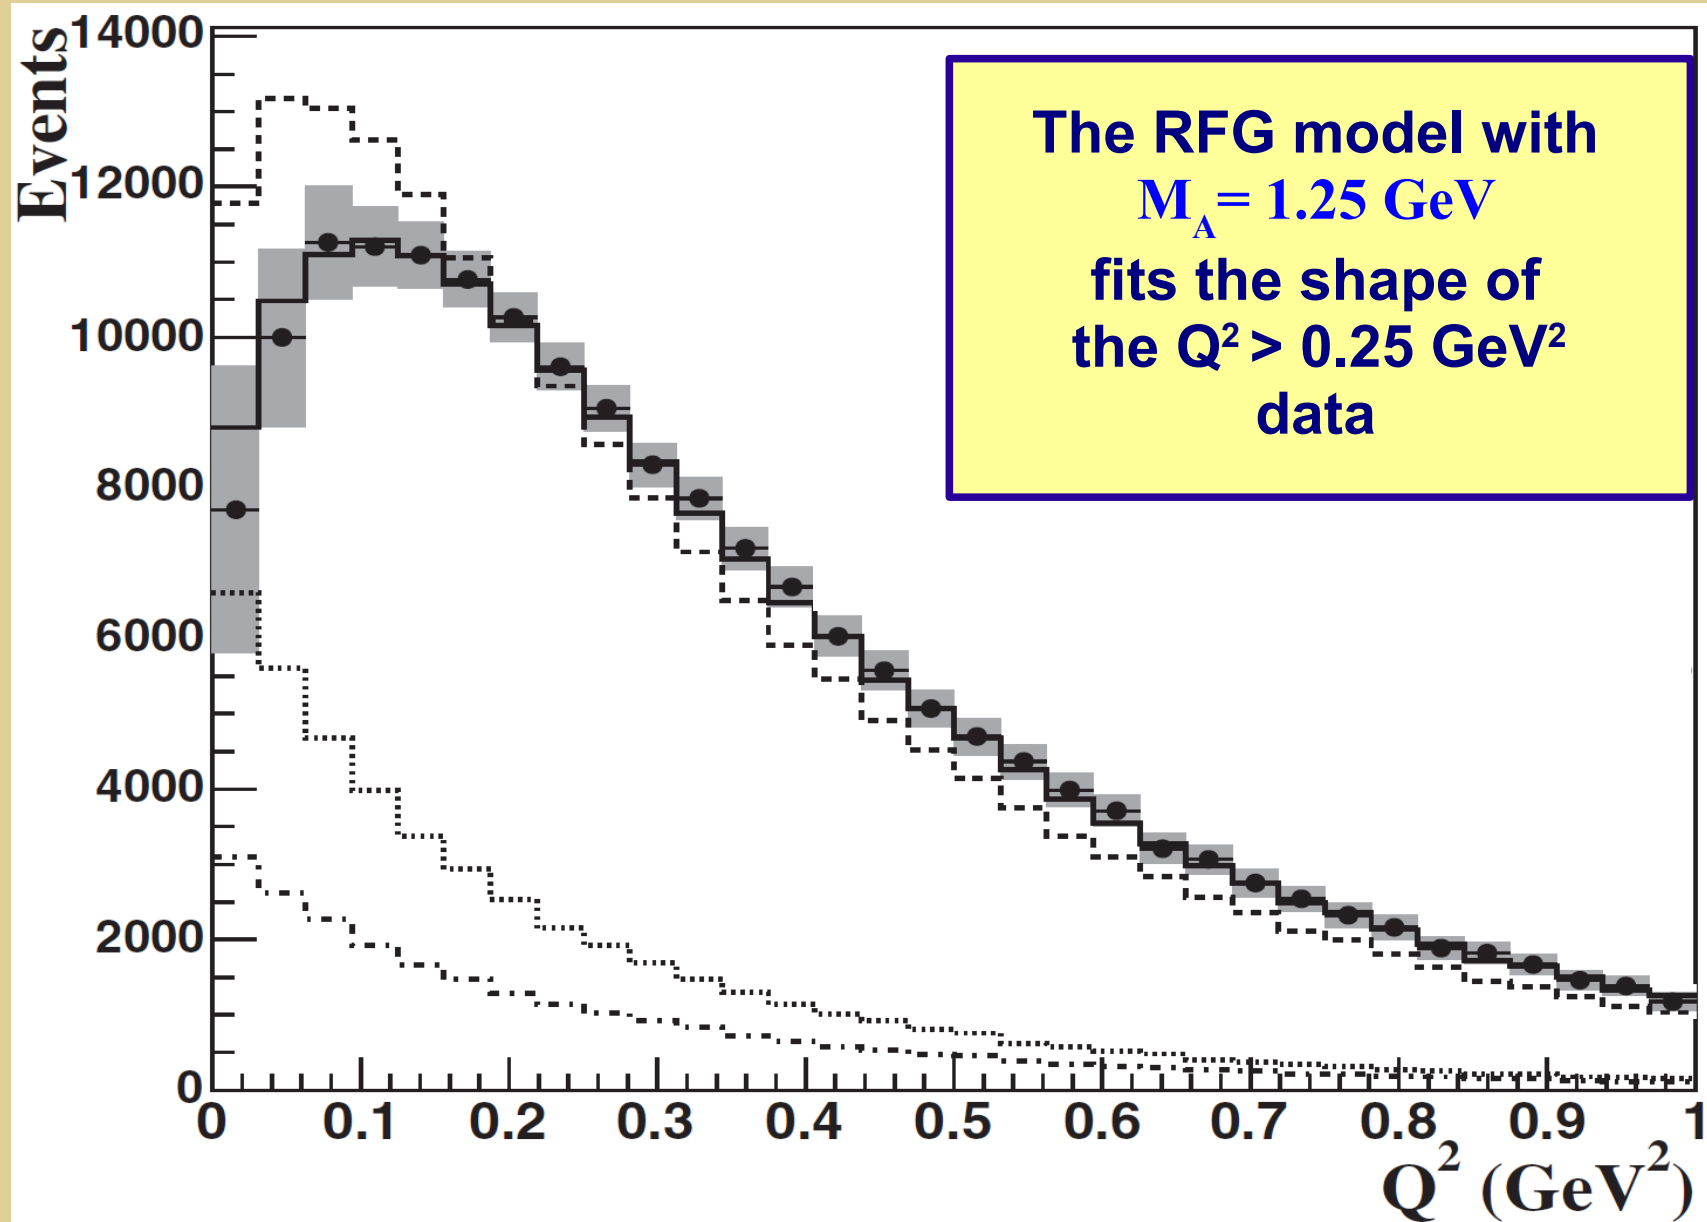 Events
14000
12000
10000
8000
6000
4000
2000
0
The RFG model with
M_A = 1.25 GeV
fits the shape of
the Q² > 0.25 GeV²
data
0 0.1 0.2 0.3 0.4 0.5 0.6 0.7 0.8 0.9 1
Q² (GeV²)